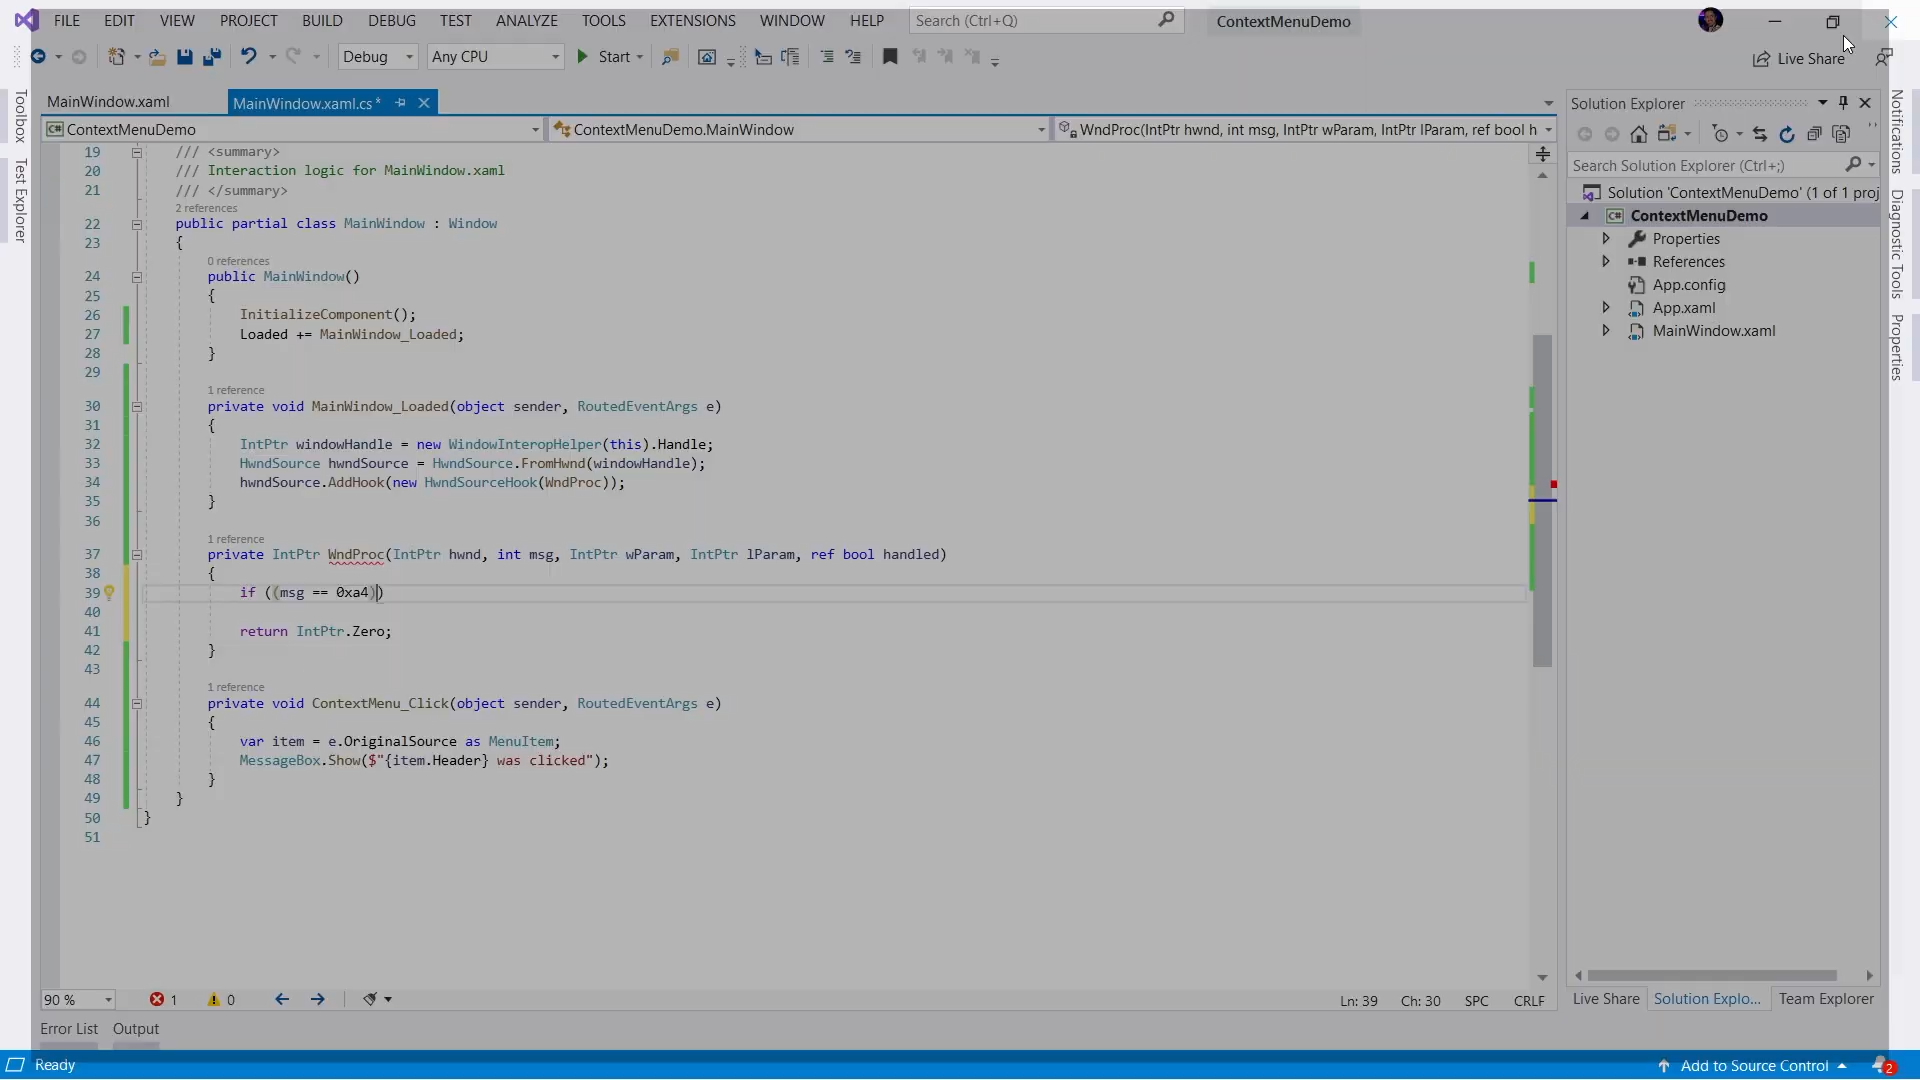 FILE EDIT VIEW PROJECT BUILD DEBUG TEST ANALYZE TOOLS EXTENSIONS WINDOW HELP Search (Ctrl+Q) ContextMenuDemo
Debug Any CPU Start Live Share
Toolbox
Test Explorer
MainWindow.xaml MainWindow.xaml.cs*
ContextMenuDemo ContextMenuDemo.MainWindow WndProc(IntPtr hwnd, int msg, IntPtr wParam, IntPtr lParam, ref bool h
19 /// <summary>
20 /// Interaction logic for MainWindow.xaml
21 /// </summary>
2 references
22 public partial class MainWindow : Window
23 {
0 references
24 public MainWindow()
25 {
26 InitializeComponent();
27 Loaded += MainWindow_Loaded;
28 }
29
1 reference
30 private void MainWindow_Loaded(object sender, RoutedEventArgs e)
31 {
32 IntPtr windowHandle = new WindowInteropHelper(this).Handle;
33 HwndSource hwndSource = HwndSource.FromHwnd(windowHandle);
34 hwndSource.AddHook(new HwndSourceHook(WndProc));
35 }
36
1 reference
37 private IntPtr WndProc(IntPtr hwnd, int msg, IntPtr wParam, IntPtr lParam, ref bool handled)
38 {
39 if ((msg == 0xa4))
40
41 return IntPtr.Zero;
42 }
43
1 reference
44 private void ContextMenu_Click(object sender, RoutedEventArgs e)
45 {
46 var item = e.OriginalSource as MenuItem;
47 MessageBox.Show($"{item.Header} was clicked");
48 }
49 }
50 }
51
90 % 1 0 Ln: 39 Ch: 30 SPC CRLF
Solution Explorer
Search Solution Explorer (Ctrl+;)
Solution 'ContextMenuDemo' (1 of 1 proj
ContextMenuDemo
Properties
References
App.config
App.xaml
MainWindow.xaml
Live Share Solution Explo... Team Explorer
Notifications
Diagnostic Tools
Properties
Error List Output
Ready Add to Source Control 2